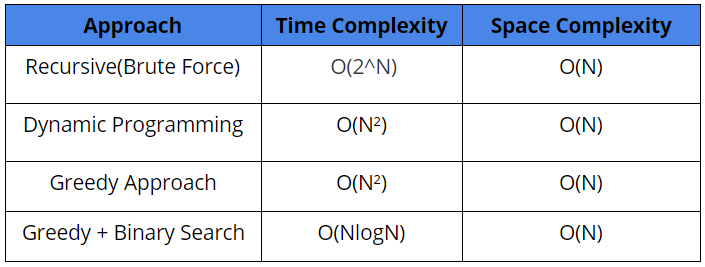 Approach Time Complexity Space Complexity
Recursive(Brute Force) O(2^N) O(N)
Dynamic Programming O(N²) O(N)
Greedy Approach O(N²) O(N)
Greedy + Binary Search O(NlogN) O(N)